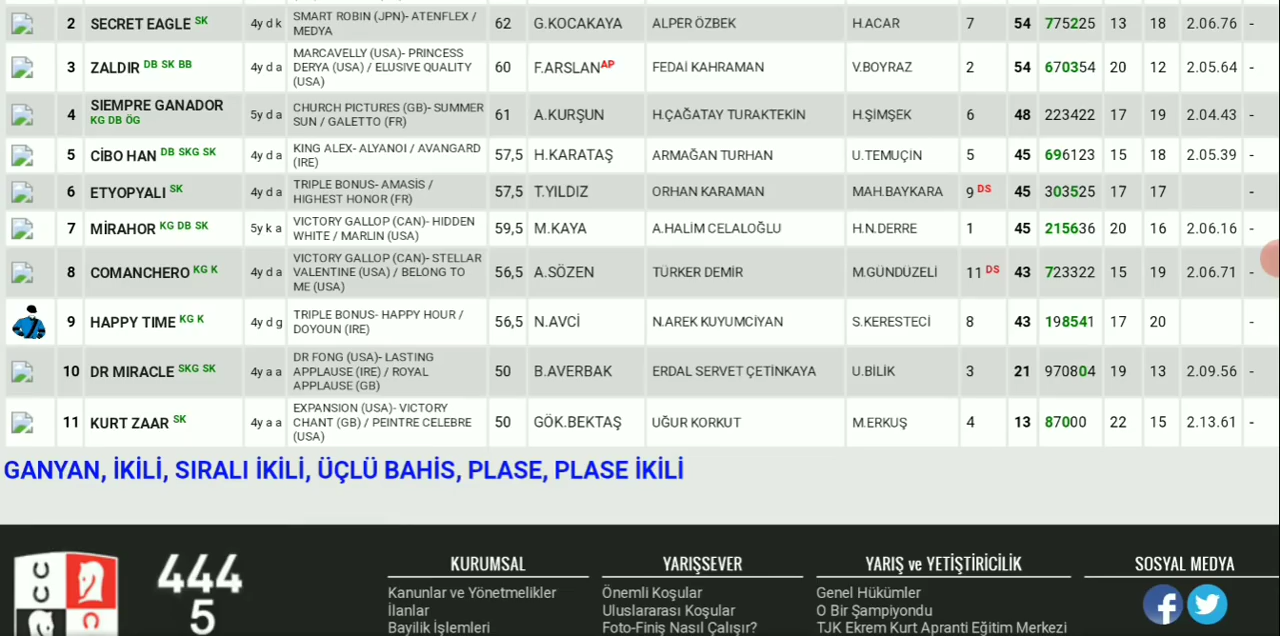 2 SECRET EAGLE SK 4y d k SMART ROBIN (JPN)- ATENFLEX / MEDYA 62 G.KOCAKAYA ALPER ÖZBEK H.ACAR 7 54 775225 13 18 2.06.76 -
3 ZALDIR DB SK BB 4y d a MARCAVELLY (USA)- PRINCESS DERYA (USA) / ELUSIVE QUALITY (USA) 60 F.ARSLAN AP FEDAİ KAHRAMAN V.BOYRAZ 2 54 670354 20 12 2.05.64 -
4 SIEMPRE GANADOR KG DB ÖG 5y d a CHURCH PICTURES (GB)- SUMMER SUN / GALETTO (FR) 61 A.KURŞUN H.ÇAĞATAY TURAKTEKİN H.ŞİMŞEK 6 48 223422 17 19 2.04.43 -
5 CİBO HAN DB SKG SK 4y d a KING ALEX- ALYANOI / AVANGARD (IRE) 57,5 H.KARATAŞ ARMAĞAN TURHAN U.TEMUÇİN 5 45 696123 15 18 2.05.39 -
6 ETYOPYALI SK 4y d a TRIPLE BONUS- AMASİS / HIGHEST HONOR (FR) 57,5 T.YILDIZ ORHAN KARAMAN MAH.BAYKARA 9 DS 45 303525 17 17 -
7 MİRAHOR KG DB SK 5y k a VICTORY GALLOP (CAN)- HIDDEN WHITE / MARLIN (USA) 59,5 M.KAYA A.HALİM CELALOĞLU H.N.DERRE 1 45 215636 20 16 2.06.16 -
8 COMANCHERO KG K 4y d a VICTORY GALLOP (CAN)- STELLAR VALENTINE (USA) / BELONG TO ME (USA) 56,5 A.SÖZEN TÜRKER DEMİR M.GÜNDÜZELİ 11 DS 43 723322 15 19 2.06.71 -
9 HAPPY TIME KG K 4y d g TRIPLE BONUS- HAPPY HOUR / DOYOUN (IRE) 56,5 N.AVCİ N.AREK KUYUMCİYAN S.KERESTECİ 8 43 198541 17 20 -
10 DR MIRACLE SKG SK 4y a a DR FONG (USA)- LASTING APPLAUSE (IRE) / ROYAL APPLAUSE (GB) 50 B.AVERBAK ERDAL SERVET ÇETİNKAYA U.BİLİK 3 21 970804 19 13 2.09.56 -
11 KURT ZAAR SK 4y a a EXPANSION (USA)- VICTORY CHANT (GB) / PEINTRE CELEBRE (USA) 50 GÖK.BEKTAŞ UĞUR KORKUT M.ERKUŞ 4 13 87000 22 15 2.13.61 -
GANYAN, İKİLİ, SIRALI İKİLİ, ÜÇLÜ BAHİS, PLASE, PLASE İKİLİ
444
5
KURUMSAL
Kanunlar ve Yönetmelikler
İlanlar
Bayilik İşlemleri
YARIŞSEVER
Önemli Koşular
Uluslararası Koşular
Foto-Finiş Nasıl Çalışır?
YARIŞ ve YETİŞTİRİCİLİK
Genel Hükümler
O Bir Şampiyondu
TJK Ekrem Kurt Apranti Eğitim Merkezi
SOSYAL MEDYA